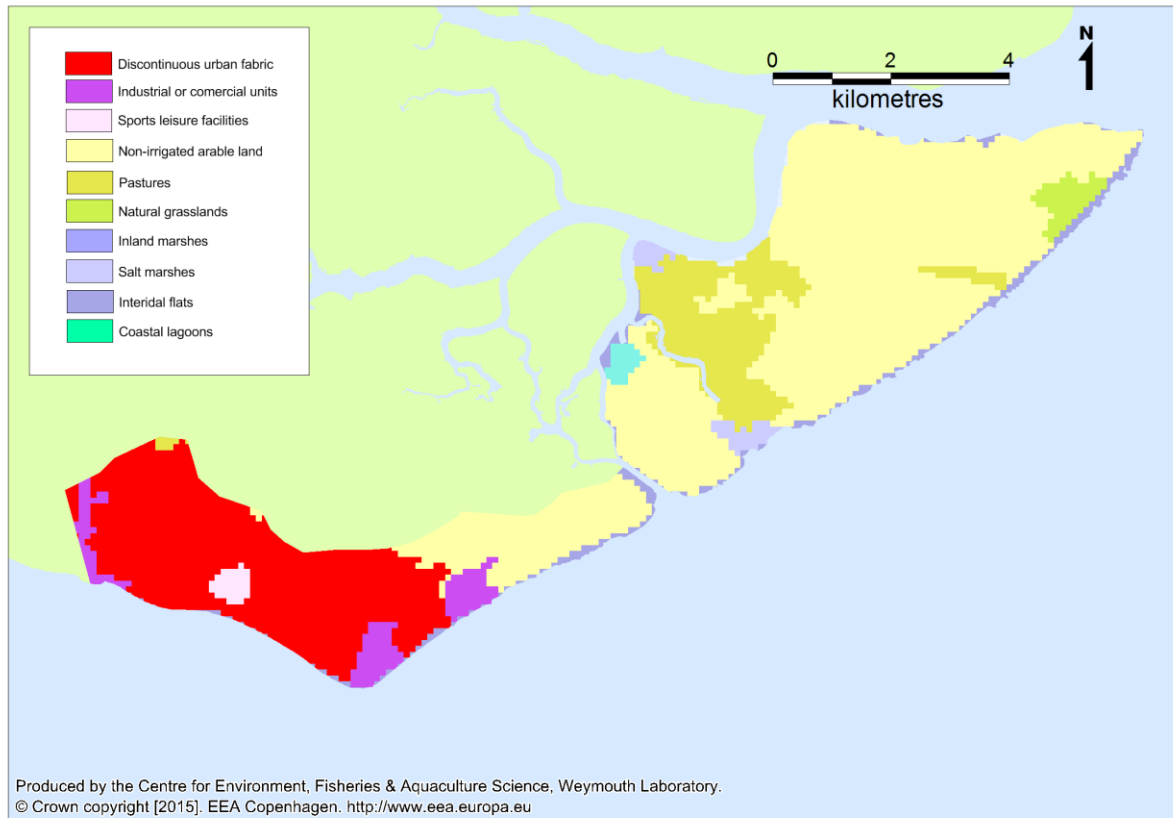 Discontinuous urban fabric
Industrial or comercial units
Sports leisure facilities
Non-irrigated arable land
Pastures
Natural grasslands
Inland marshes
Salt marshes
Interidal flats
Coastal lagoons
0 2 4
kilometres
N
Produced by the Centre for Environment, Fisheries & Aquaculture Science, Weymouth Laboratory.
© Crown copyright [2015]. EEA Copenhagen. http://www.eea.europa.eu